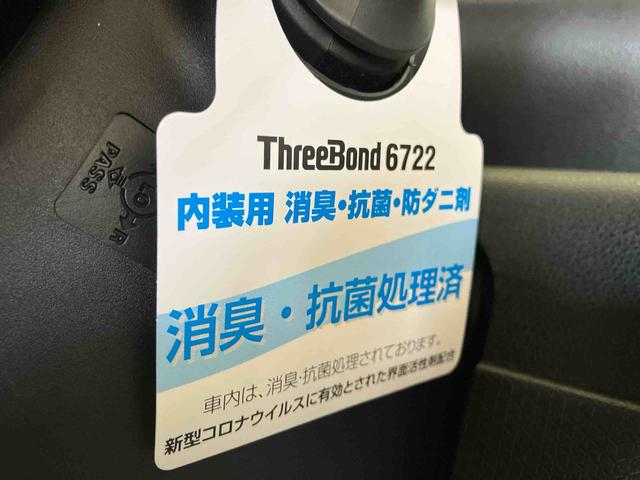 ThreeBond 6722
内装用 消臭・抗菌・防ダニ剤
消臭・抗菌処理済
車内は、消臭・抗菌処理されております。
新型コロナウイルスに有効とされた界面活性剤配合
PASS
LO
R